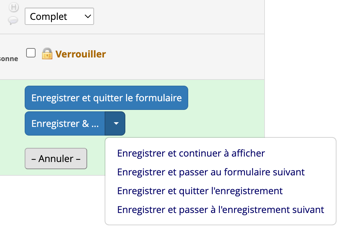 H
Complet
sonne
Verrouiller
Enregistrer et quitter le formulaire
Enregistrer & ...
– Annuler –
Enregistrer et continuer à afficher
Enregistrer et passer au formulaire suivant
Enregistrer et quitter l'enregistrement
Enregistrer et passer à l'enregistrement suivant